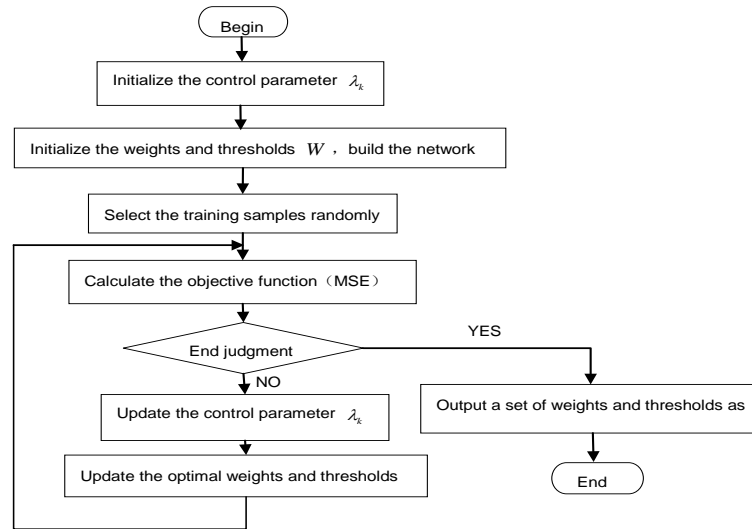 Begin
Initialize the control parameter λk
Initialize the weights and thresholds W , build the network
Select the training samples randomly
Calculate the objective function（MSE）
End judgment
YES
NO
Update the control parameter λk
Output a set of weights and thresholds as
Update the optimal weights and thresholds
End